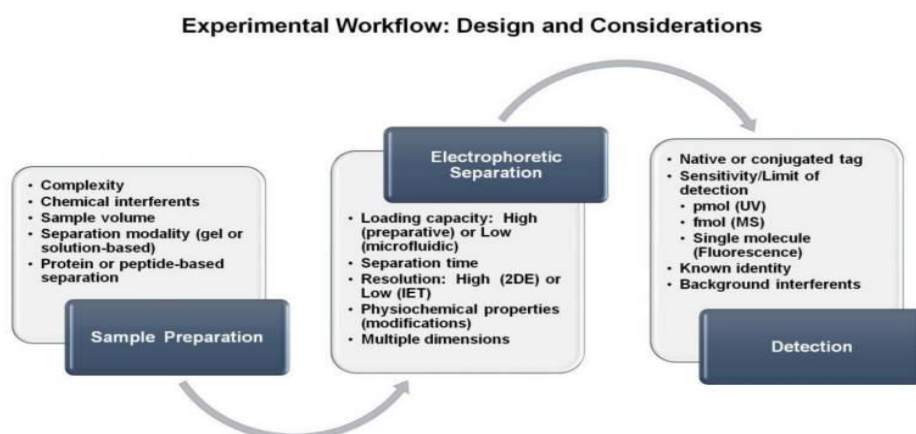 Experimental Workflow: Design and Considerations
• Complexity
• Chemical interferents
• Sample volume
• Separation modality (gel or
solution-based)
• Protein or peptide-based
separation
Sample Preparation
Electrophoretic
Separation
• Loading capacity: High
(preparative) or Low
(microfluidic)
• Separation time
• Resolution: High (2DE) or
Low (IET)
• Physiochemical properties
(modifications)
• Multiple dimensions
• Native or conjugated tag
• Sensitivity/Limit of
detection
• pmol (UV)
• fmol (MS)
• Single molecule
(Fluorescence)
• Known identity
• Background interferents
Detection